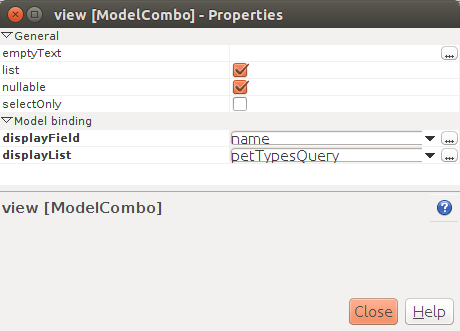 view [ModelCombo] - Properties
General
emptyText ...
list
nullable
selectOnly
Model binding
displayField name ...
displayList petTypesQuery ...
view [ModelCombo] ?
Close Help